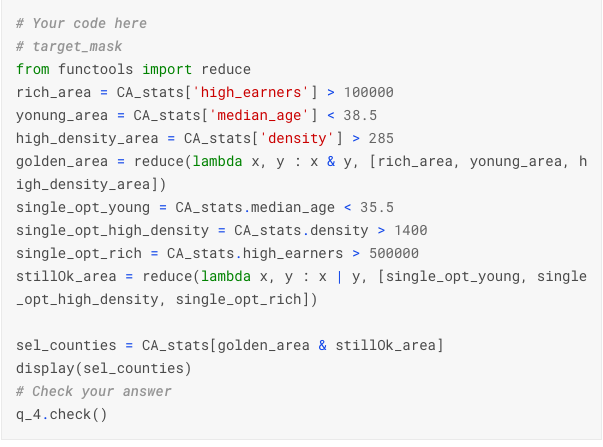 # Your code here
# target_mask
from functools import reduce
rich_area = CA_stats['high_earners'] > 100000
yonung_area = CA_stats['median_age'] < 38.5
high_density_area = CA_stats['density'] > 285
golden_area = reduce(lambda x, y : x & y, [rich_area, yonung_area, h
igh_density_area])
single_opt_young = CA_stats.median_age < 35.5
single_opt_high_density = CA_stats.density > 1400
single_opt_rich = CA_stats.high_earners > 500000
stillOk_area = reduce(lambda x, y : x | y, [single_opt_young, single
_opt_high_density, single_opt_rich])
sel_counties = CA_stats[golden_area & stillOk_area]
display(sel_counties)
# Check your answer
q_4.check()